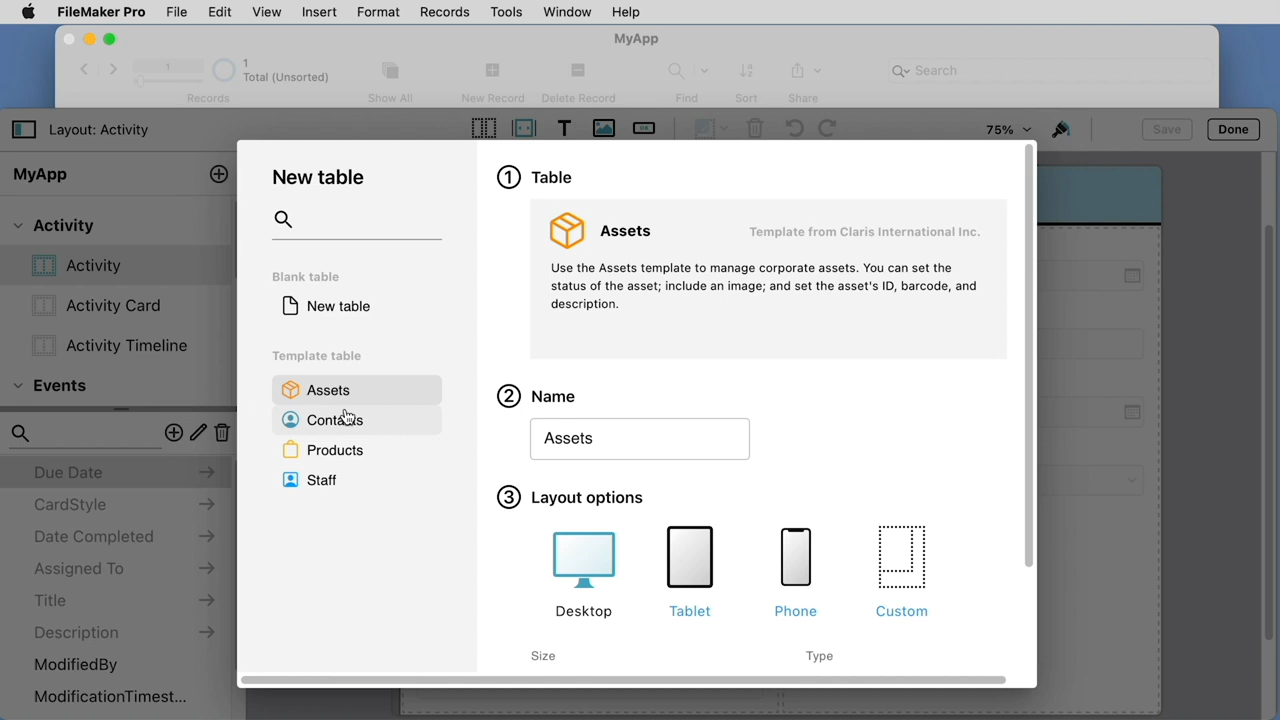 FileMaker Pro File Edit View Insert Format Records Tools Window Help
MyApp
1
1
Total (Unsorted)
Search
Records Show All New Record Delete Record Find Sort Share
Layout: Activity
75%
Save
Done
MyApp
Activity
Activity
Activity Card
Activity Timeline
Events
Due Date
CardStyle
Date Completed
Assigned To
Title
Description
ModifiedBy
ModificationTimest...
New table
Blank table
New table
Template table
Assets
Contacts
Products
Staff
1 Table
Assets
Template from Claris International Inc.
Use the Assets template to manage corporate assets. You can set the
status of the asset; include an image; and set the asset's ID, barcode, and
description.
2 Name
Assets
3 Layout options
Desktop Tablet Phone Custom
Size Type